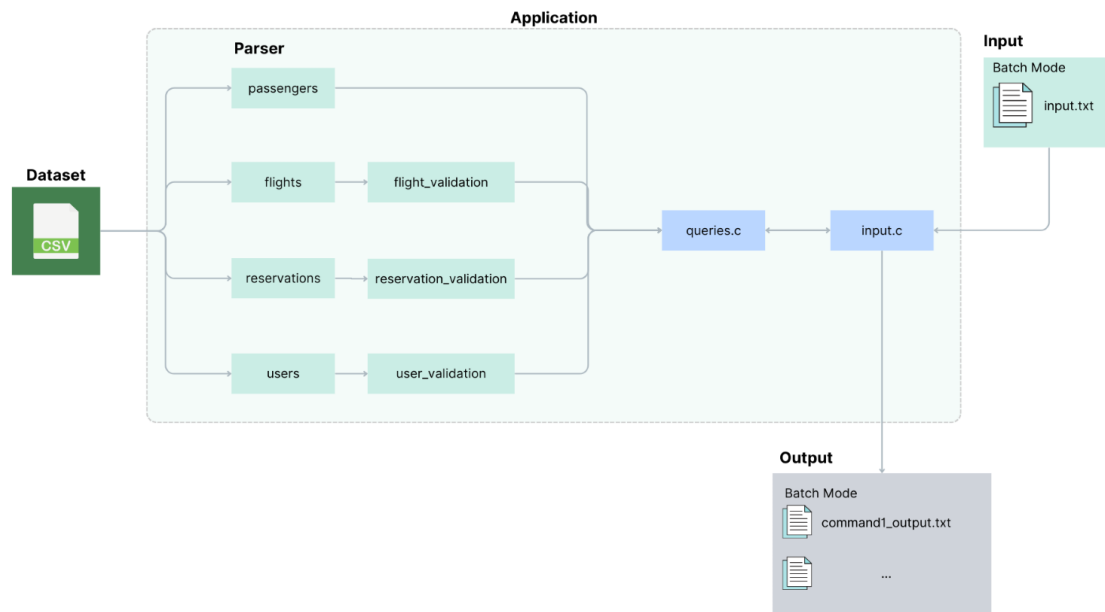 Application
Parser
Input
passengers
Batch Mode
input.txt
Dataset
CSV
flights
flight_validation
queries.c
input.c
reservations
reservation_validation
users
user_validation
Output
Batch Mode
command1_output.txt
...